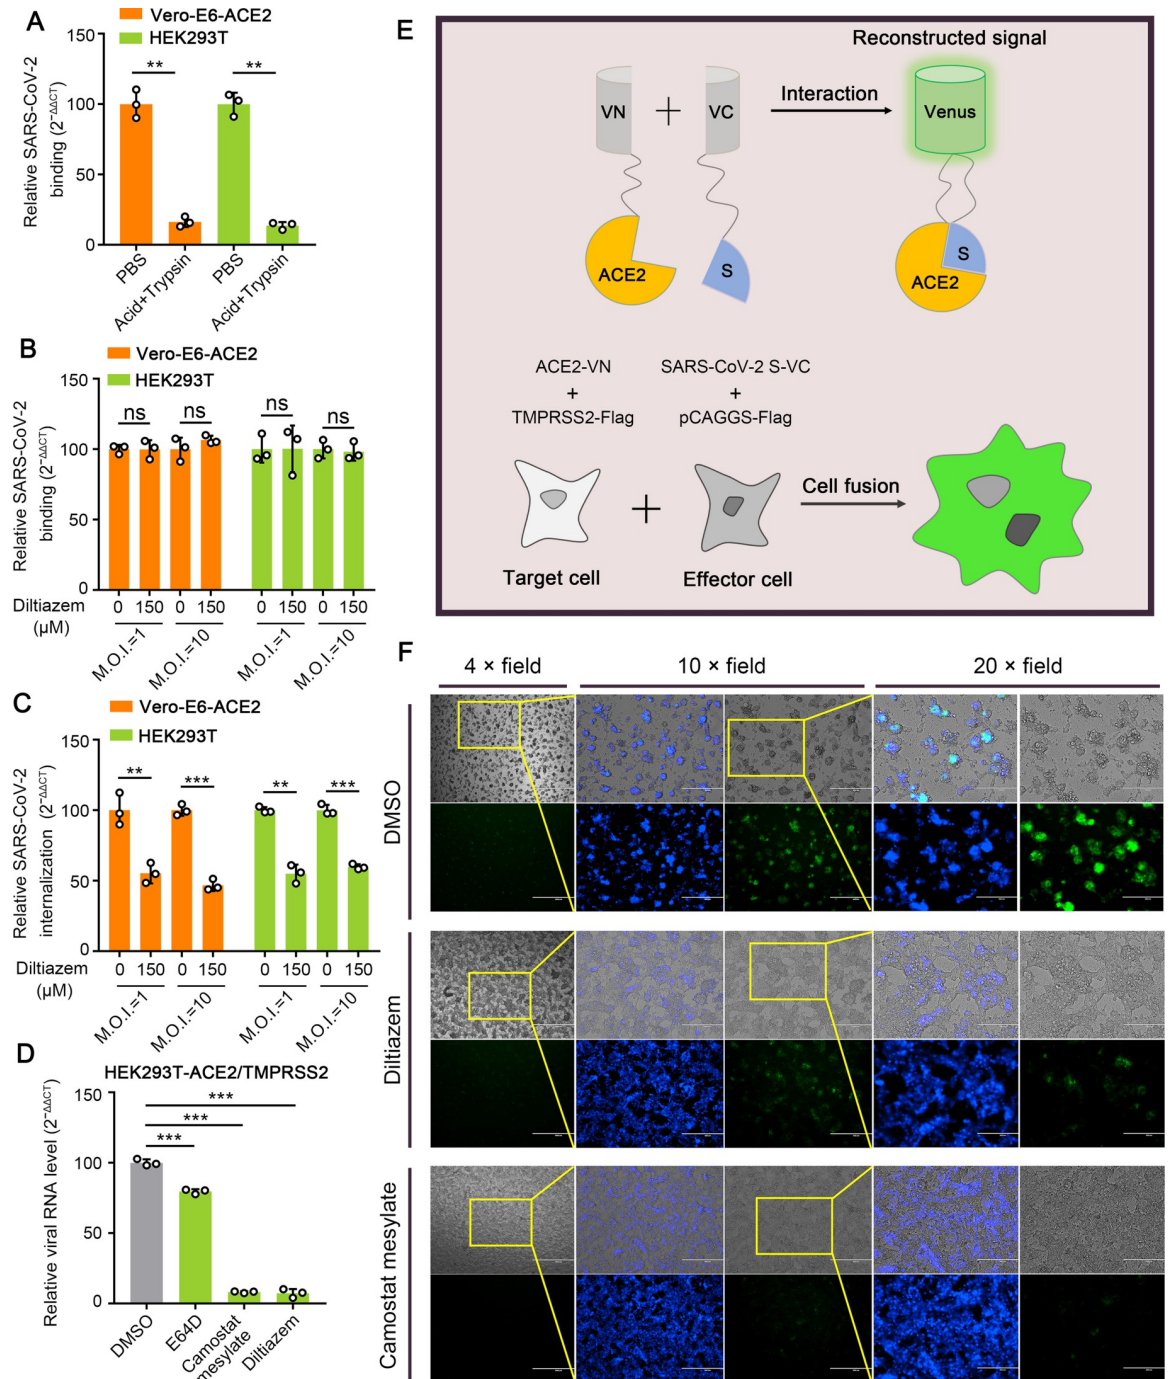 A
Vero-E6-ACE2
HEK293T
Relative SARS-CoV-2
binding (2⁻ΔΔCT)
150
100
50
0
**
**
PBS
Acid+Trypsin
PBS
Acid+Trypsin
B
Vero-E6-ACE2
HEK293T
Relative SARS-CoV-2
binding (2⁻ΔΔCT)
150
100
50
0
ns
ns
ns
ns
Diltiazem
(μM)
0 150 0 150 0 150 0 150
M.O.I.=1
M.O.I.=10
M.O.I.=1
M.O.I.=10
C
Vero-E6-ACE2
HEK293T
Relative SARS-CoV-2
internalization (2⁻ΔΔCT)
150
100
50
0
**
***
**
***
Diltiazem
(μM)
0 150 0 150 0 150 0 150
M.O.I.=1
M.O.I.=10
M.O.I.=1
M.O.I.=10
D
HEK293T-ACE2/TMPRSS2
Relative viral RNA level (2⁻ΔΔCT)
150
100
50
0
***
***
***
DMSO
E64D
Camostat
mesylate
Diltiazem
E
Reconstructed signal
VN
+
VC
Interaction
Venus
ACE2
S
S
ACE2
ACE2-VN
+
TMPRSS2-Flag
SARS-CoV-2 S-VC
+
pCAGGS-Flag
+
Cell fusion
Target cell
Effector cell
F
4 × field
10 × field
20 × field
DMSO
Diltiazem
Camostat mesylate